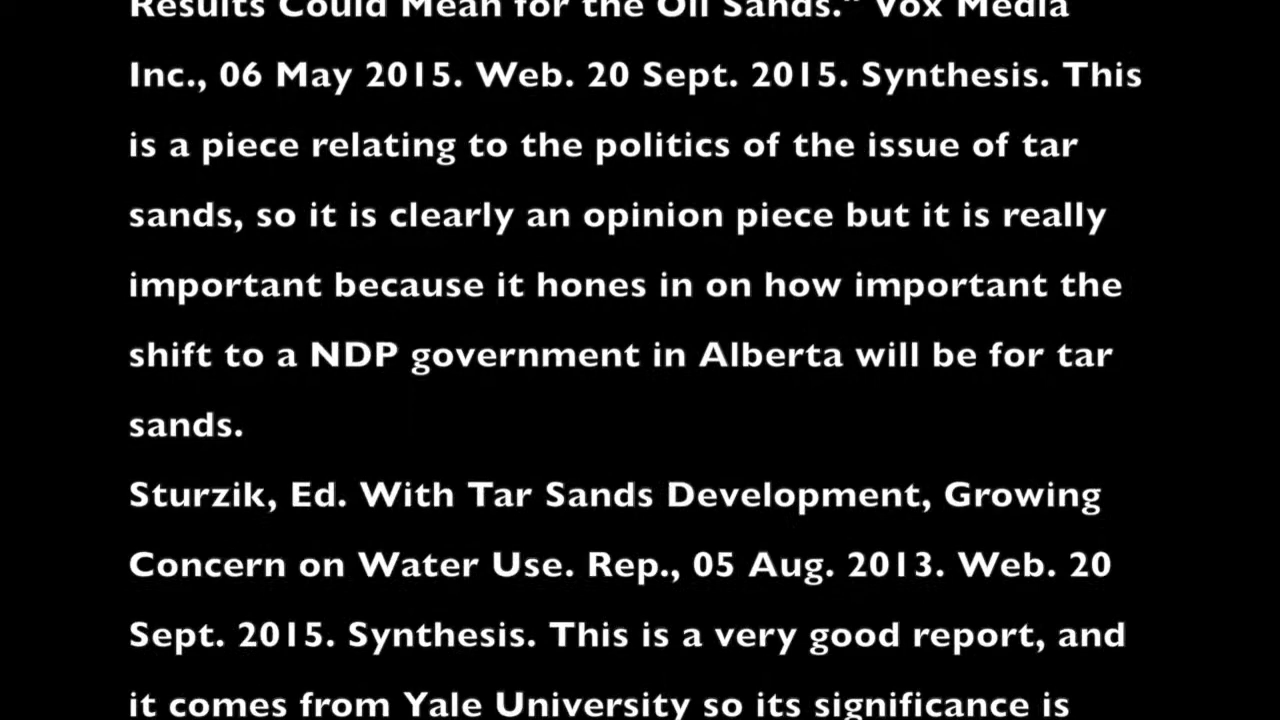 Results Could Mean for the Oil Sands." Vox Media
Inc., 06 May 2015. Web. 20 Sept. 2015. Synthesis. This
is a piece relating to the politics of the issue of tar
sands, so it is clearly an opinion piece but it is really
important because it hones in on how important the
shift to a NDP government in Alberta will be for tar
sands.
Sturzik, Ed. With Tar Sands Development, Growing
Concern on Water Use. Rep., 05 Aug. 2013. Web. 20
Sept. 2015. Synthesis. This is a very good report, and
it comes from Yale University so its significance is